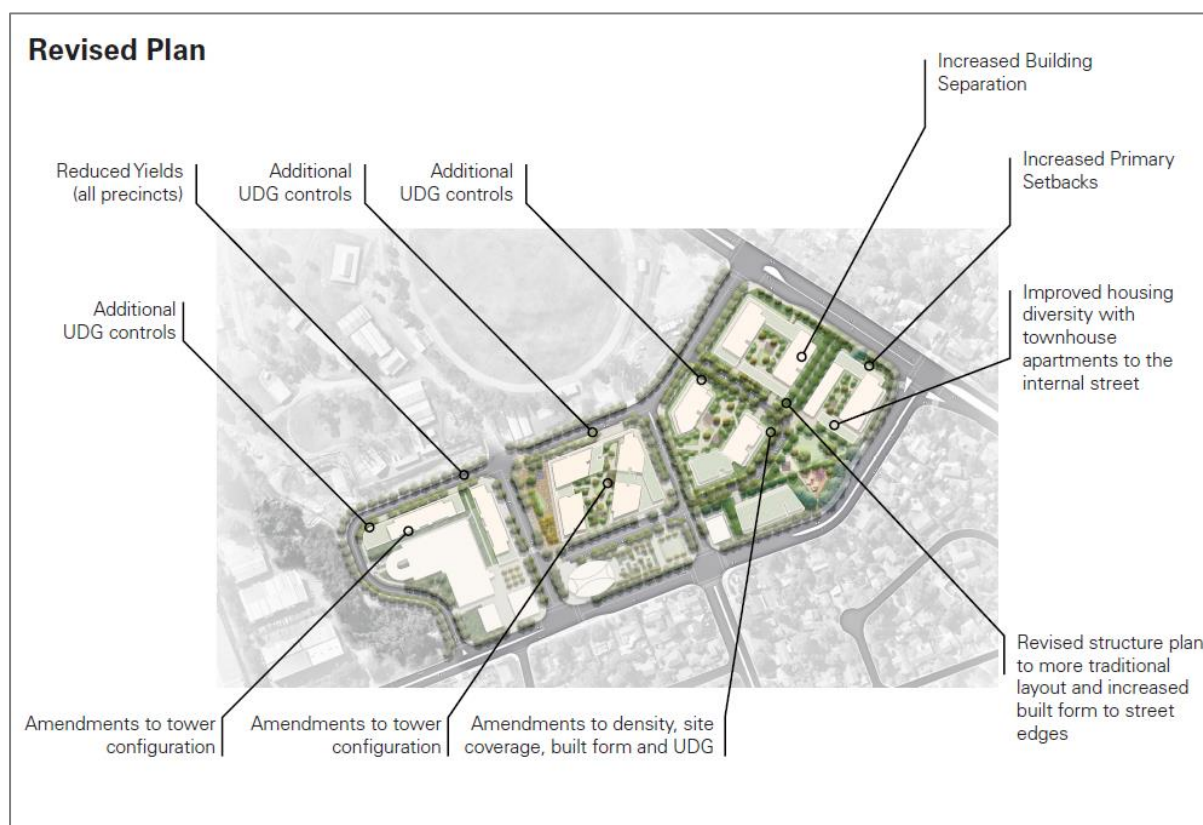 Revised Plan
Increased Building
Separation
Reduced Yields
(all precincts)
Additional
UDG controls
Additional
UDG controls
Increased Primary
Setbacks
Additional
UDG controls
Improved housing
diversity with
townhouse
apartments to the
internal street
Amendments to tower
configuration
Amendments to tower
configuration
Amendments to density, site
coverage, built form and UDG
Revised structure plan
to more traditional
layout and increased
built form to street
edges